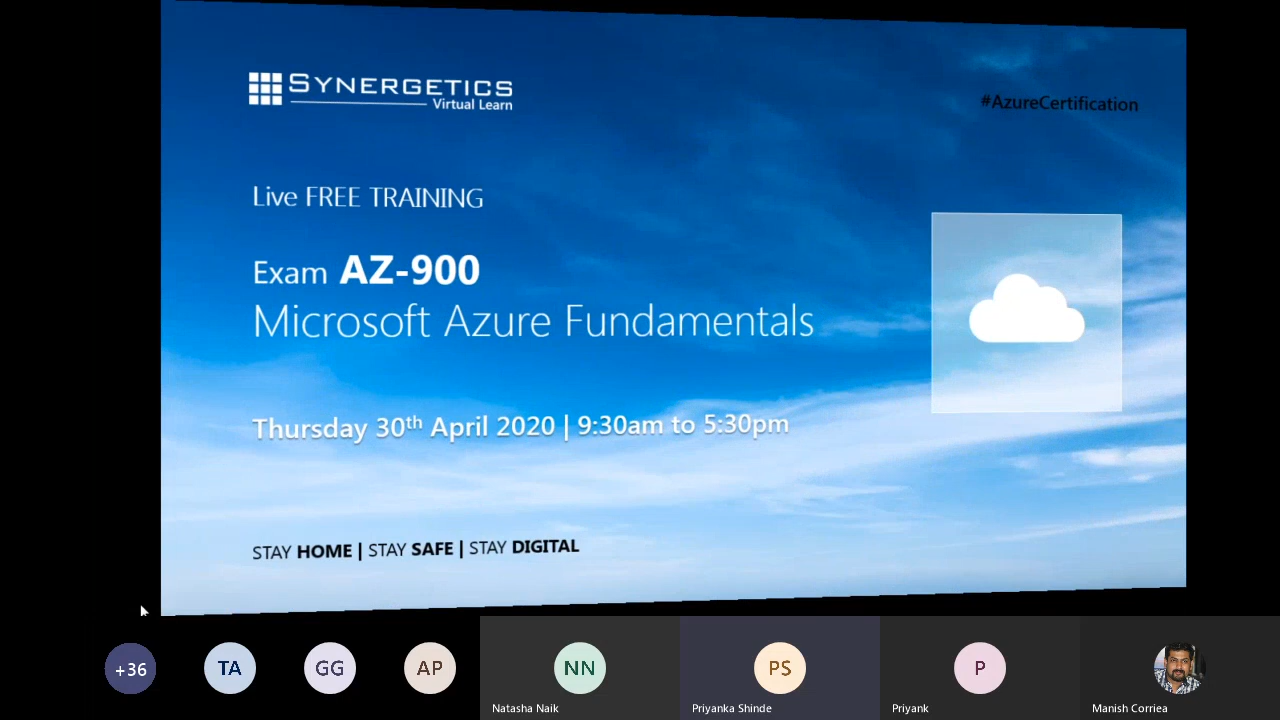 SYNERGETICS
Virtual Learn
#AzureCertification
Live FREE TRAINING
Exam AZ-900
Microsoft Azure Fundamentals
Thursday 30th April 2020 | 9:30am to 5:30pm
STAY HOME | STAY SAFE | STAY DIGITAL
+36
TA
GG
AP
NN
PS
P
Natasha Naik
Priyanka Shinde
Priyank
Manish Corriea